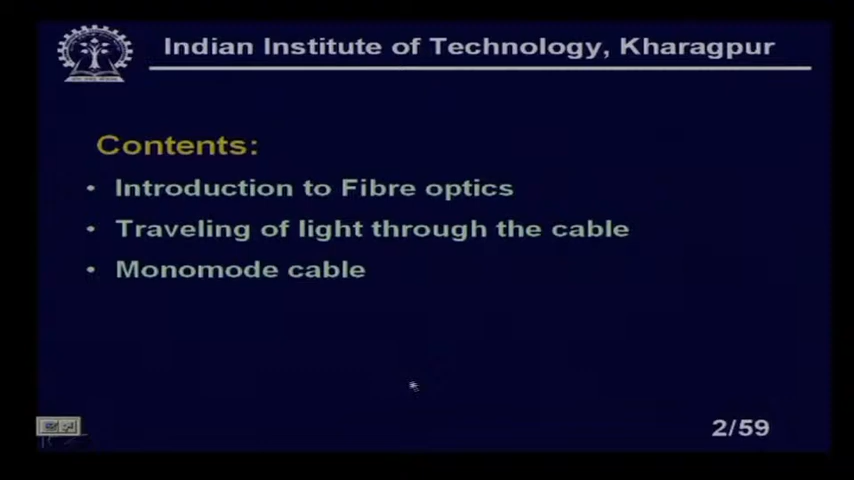 Indian Institute of Technology, Kharagpur
Contents:
• Introduction to Fibre optics
• Traveling of light through the cable
• Monomode cable
2/59